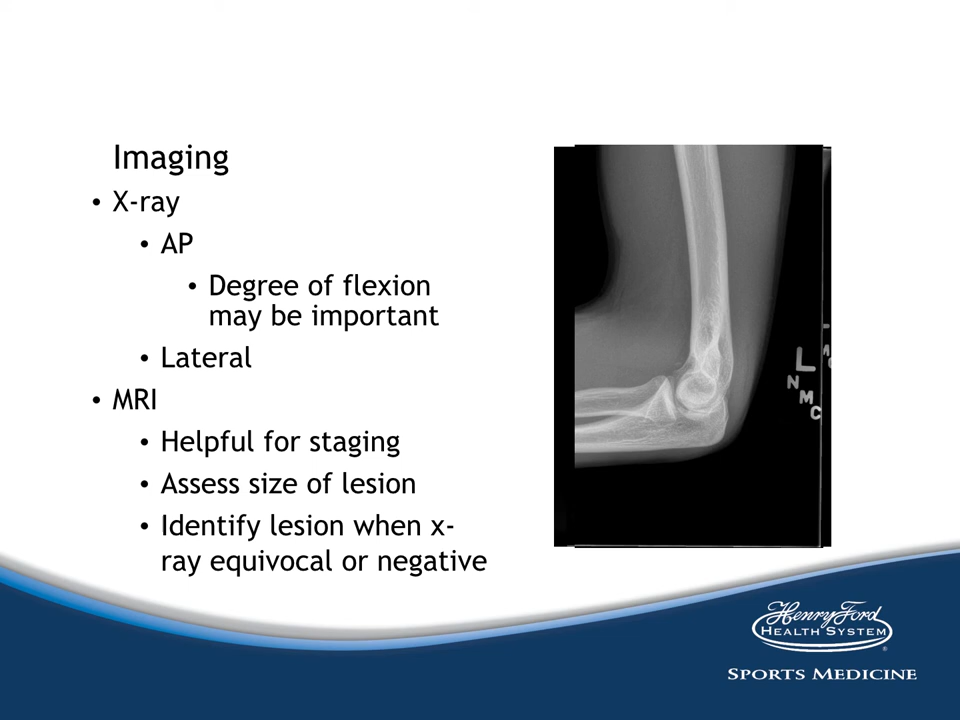 Imaging
• X-ray
• AP
• Degree of flexion
may be important
• Lateral
• MRI
• Helpful for staging
• Assess size of lesion
• Identify lesion when x-
ray equivocal or negative
L
N
M
C
Henry Ford
HEALTH SYSTEM
®
SPORTS MEDICINE